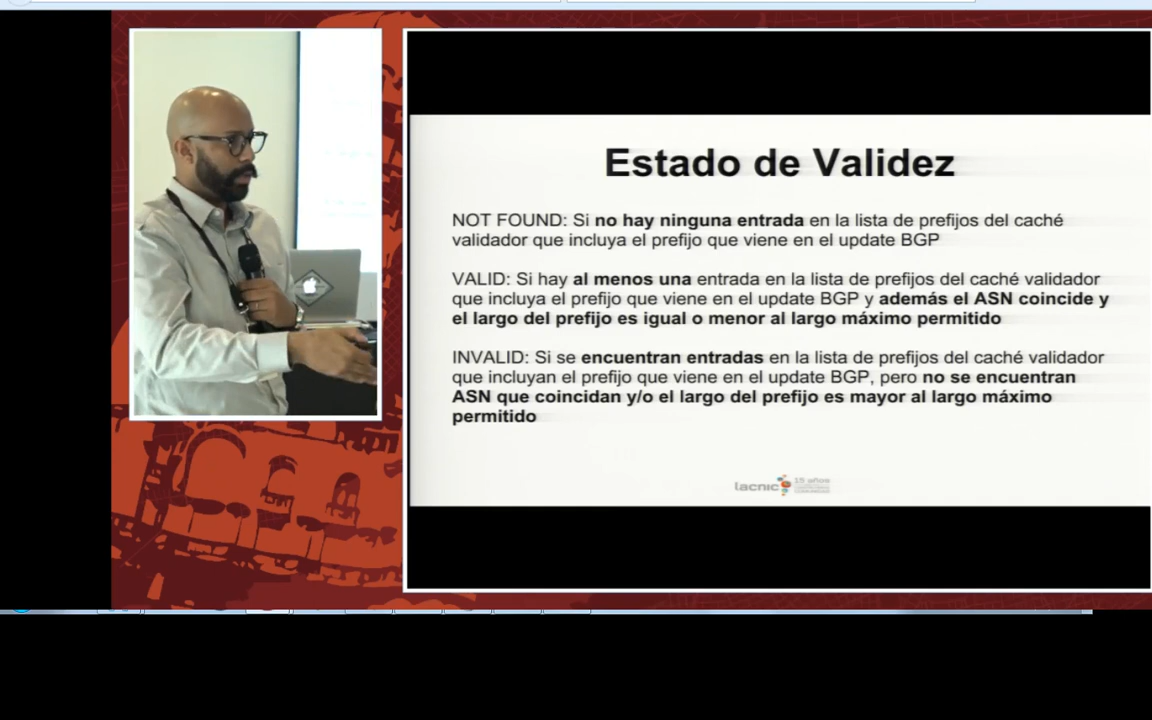 Estado de Validez
NOT FOUND: Si no hay ninguna entrada en la lista de prefijos del caché
validador que incluya el prefijo que viene en el update BGP
VALID: Si hay al menos una entrada en la lista de prefijos del caché validador
que incluya el prefijo que viene en el update BGP y además el ASN coincide y
el largo del prefijo es igual o menor al largo máximo permitido
INVALID: Si se encuentran entradas en la lista de prefijos del caché validador
que incluyan el prefijo que viene en el update BGP, pero no se encuentran
ASN que coincidan y/o el largo del prefijo es mayor al largo máximo
permitido
lacnic 15 años